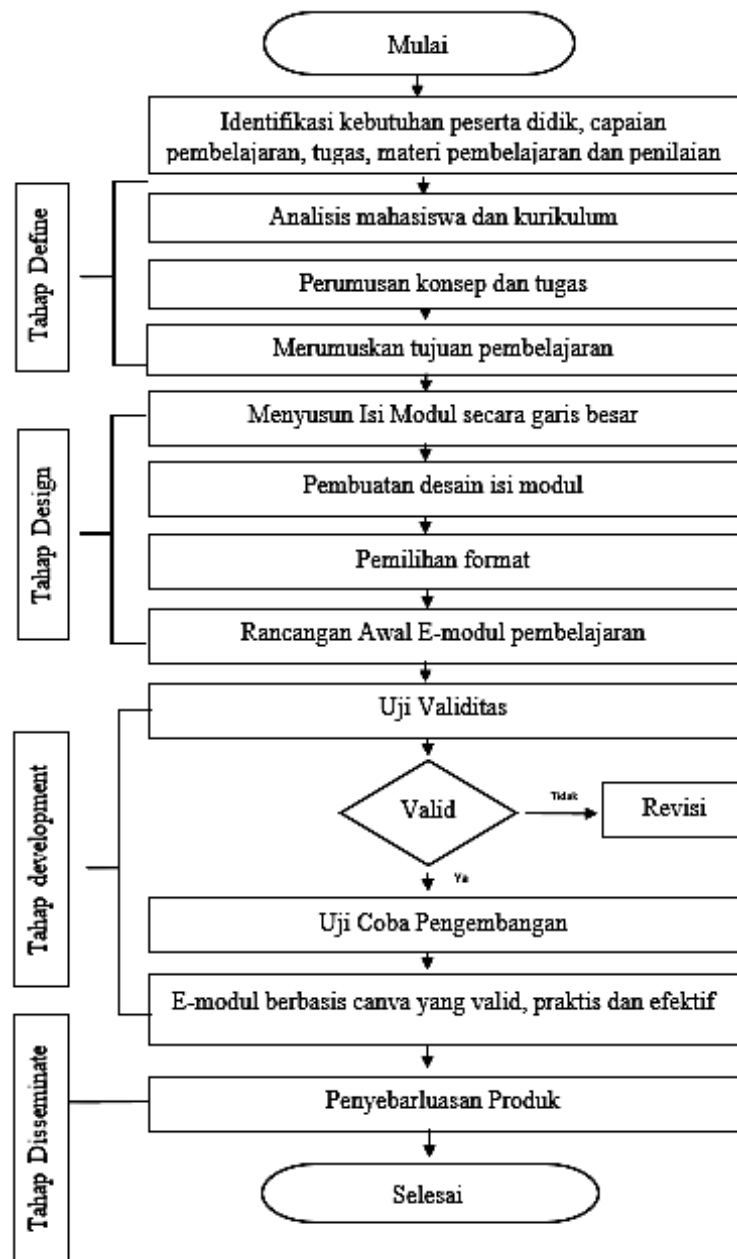 Mulai
Identifikasi kebutuhan peserta didik, capaian
pembelajaran, tugas, materi pembelajaran dan penilaian
Tahap Define
Analisis mahasiswa dan kurikulum
Perumusan konsep dan tugas
Merumuskan tujuan pembelajaran
Tahap Design
Menyusun Isi Modul secara garis besar
Pembuatan desain isi modul
Pemilihan format
Rancangan Awal E-modul pembelajaran
Tahap development
Uji Validitas
Valid
Tidak
Revisi
Ya
Uji Coba Pengembangan
E-modul berbasis canva yang valid, praktis dan efektif
Tahap Disseminate
Penyebarluasan Produk
Selesai